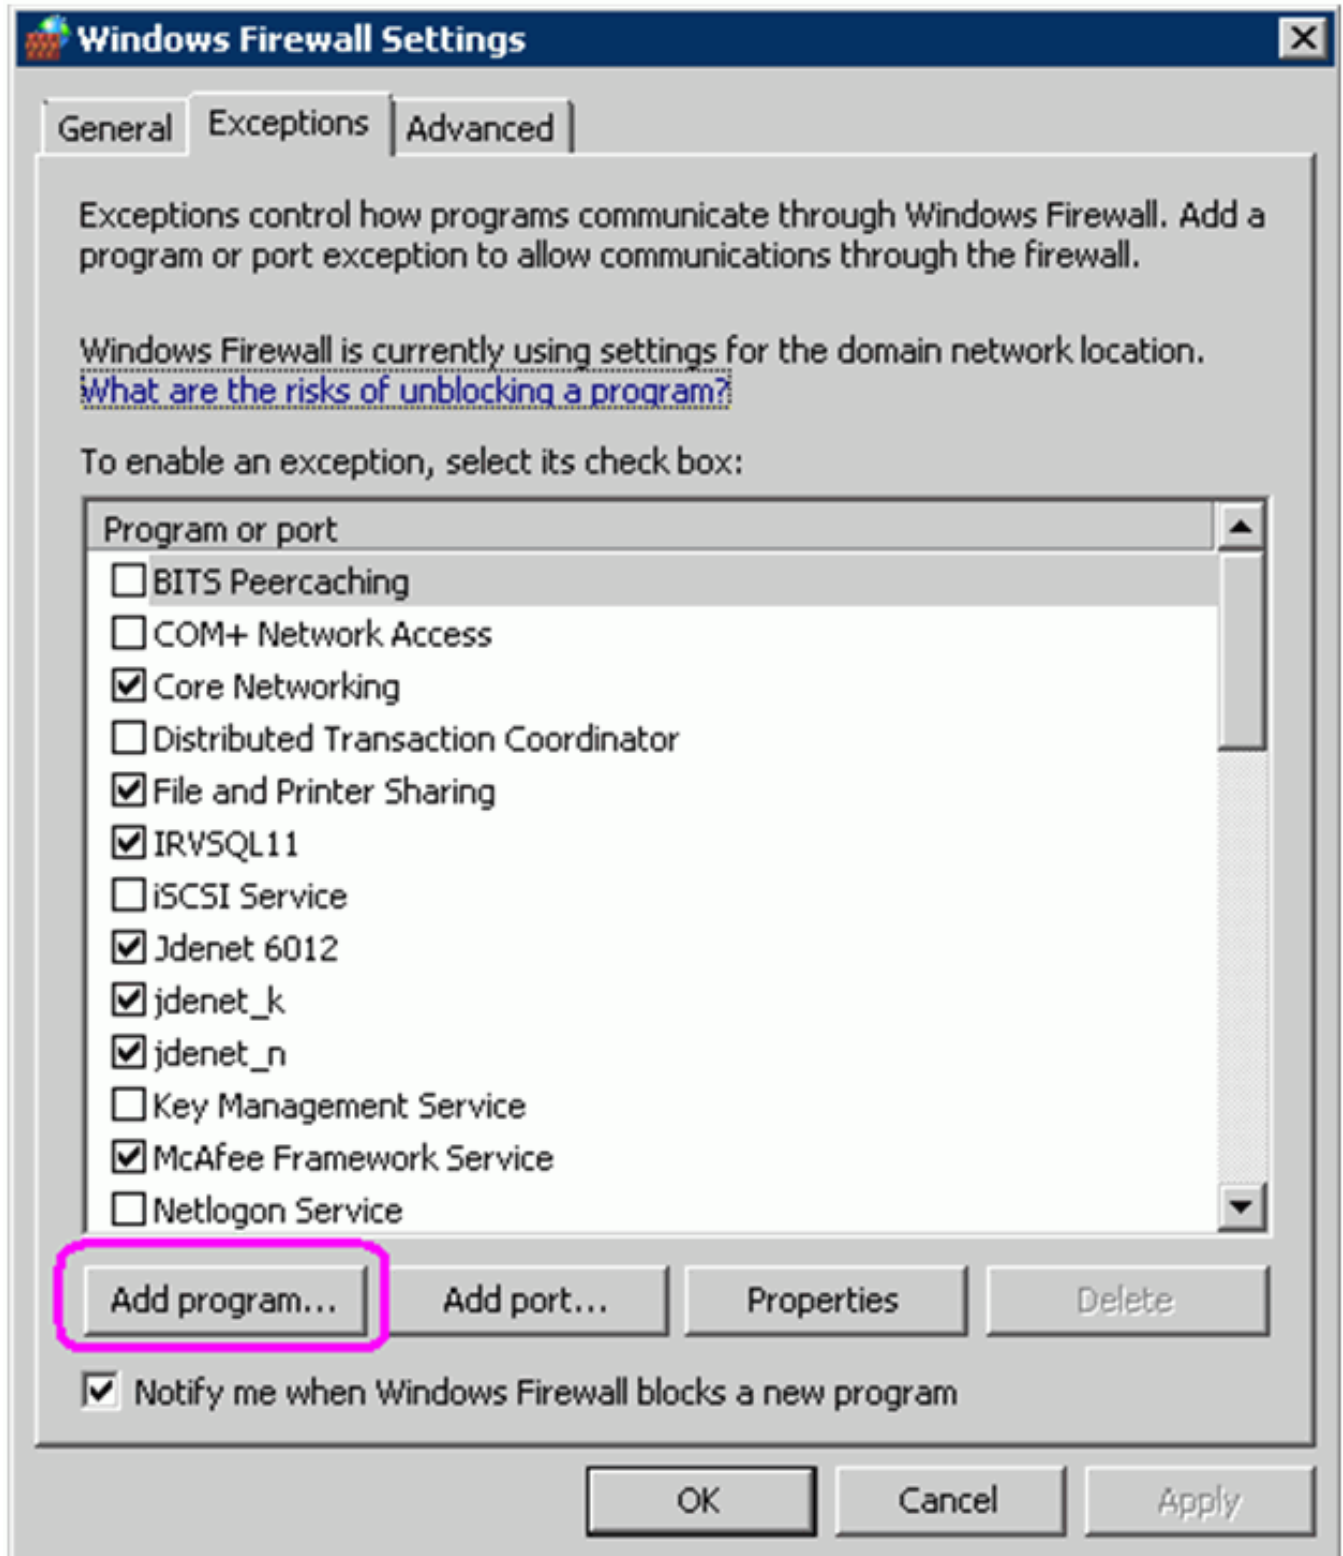 Windows Firewall Settings
General Exceptions Advanced
Exceptions control how programs communicate through Windows Firewall. Add a
program or port exception to allow communications through the firewall.
Windows Firewall is currently using settings for the domain network location.
What are the risks of unblocking a program?
To enable an exception, select its check box:
Program or port
BITS Peercaching
COM+ Network Access
Core Networking
Distributed Transaction Coordinator
File and Printer Sharing
IRVSQL11
iSCSI Service
Jdenet 6012
jdenet_k
jdenet_n
Key Management Service
McAfee Framework Service
Netlogon Service
Add program... Add port... Properties Delete
Notify me when Windows Firewall blocks a new program
OK Cancel Apply